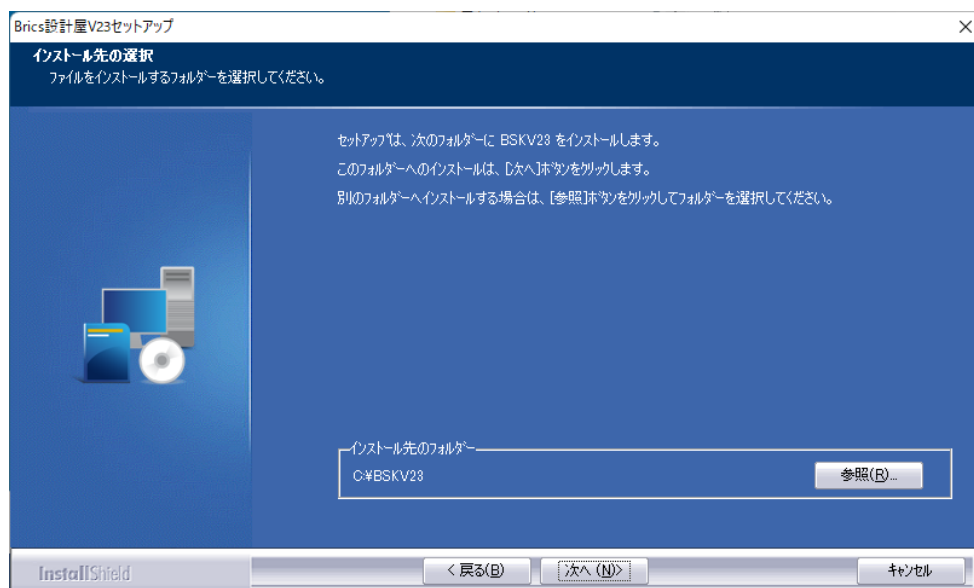 Brics設計屋V23セットアップ
インストール先の選択
ファイルをインストールするフォルダーを選択してください。
セットアップは、次のフォルダーに BSKV23 をインストールします。
このフォルダーへのインストールは、[次へ]ボタンをクリックします。
別のフォルダーへインストールする場合は、[参照]ボタンをクリックしてフォルダーを選択してください。
インストール先のフォルダー
C:¥BSKV23
参照(R)...
InstallShield
< 戻る(B)
次へ (N)>
キャンセル